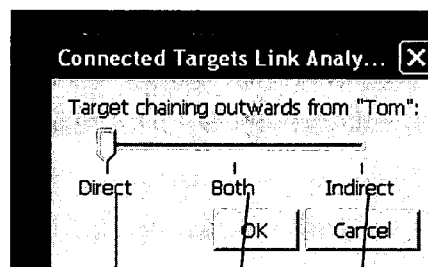 Connected Targets Link Analy...
Target chaining outwards from "Tom":
Direct Both Indirect
OK Cancel